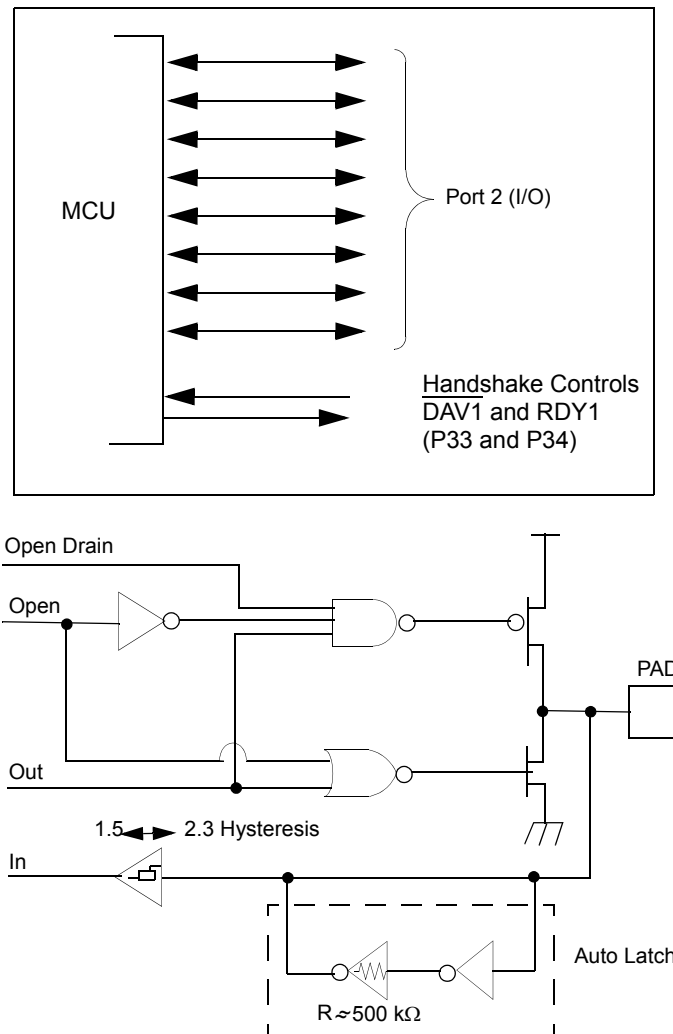 MCU
Port 2 (I/O)
Handshake Controls
DAV1 and RDY1
(P33 and P34)
Open Drain
Open
PAD
Out
1.5 2.3 Hysteresis
In
Auto Latch
R ≈ 500 kΩ